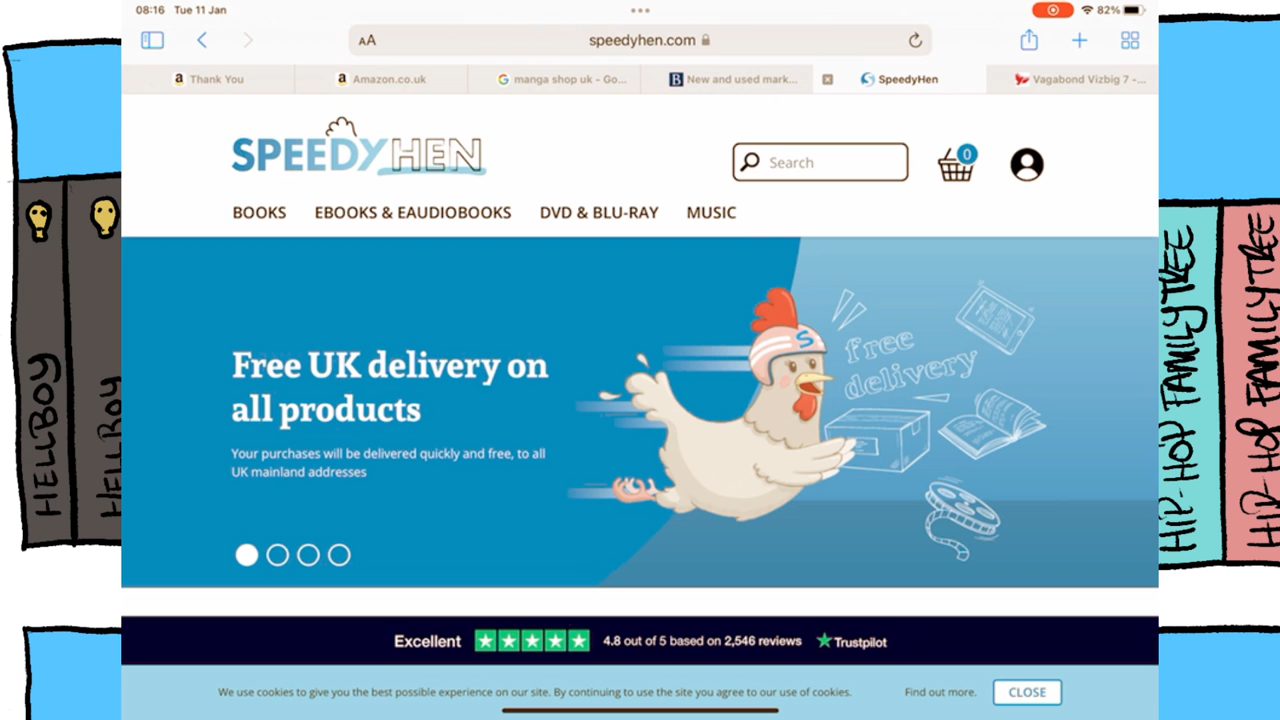 08:16 Tue 11 Jan
82%
AA
speedyhen.com
Thank You
Amazon.co.uk
manga shop uk - Go...
New and used mark...
SpeedyHen
Vagabond Vizbig 7 -...
SPEEDYHEN
Search
0
BOOKS
EBOOKS & EAUDIOBOOKS
DVD & BLU-RAY
MUSIC
Free UK delivery on
all products
Your purchases will be delivered quickly and free, to all
UK mainland addresses
S
free
delivery
Excellent
4.8 out of 5 based on 2,546 reviews
Trustpilot
We use cookies to give you the best possible experience on our site. By continuing to use the site you agree to our use of cookies.
Find out more.
CLOSE
HELLBOY
HELLBOY
HIP-HOP FAMILY TREE
HIP-HOP FAMILY TREE